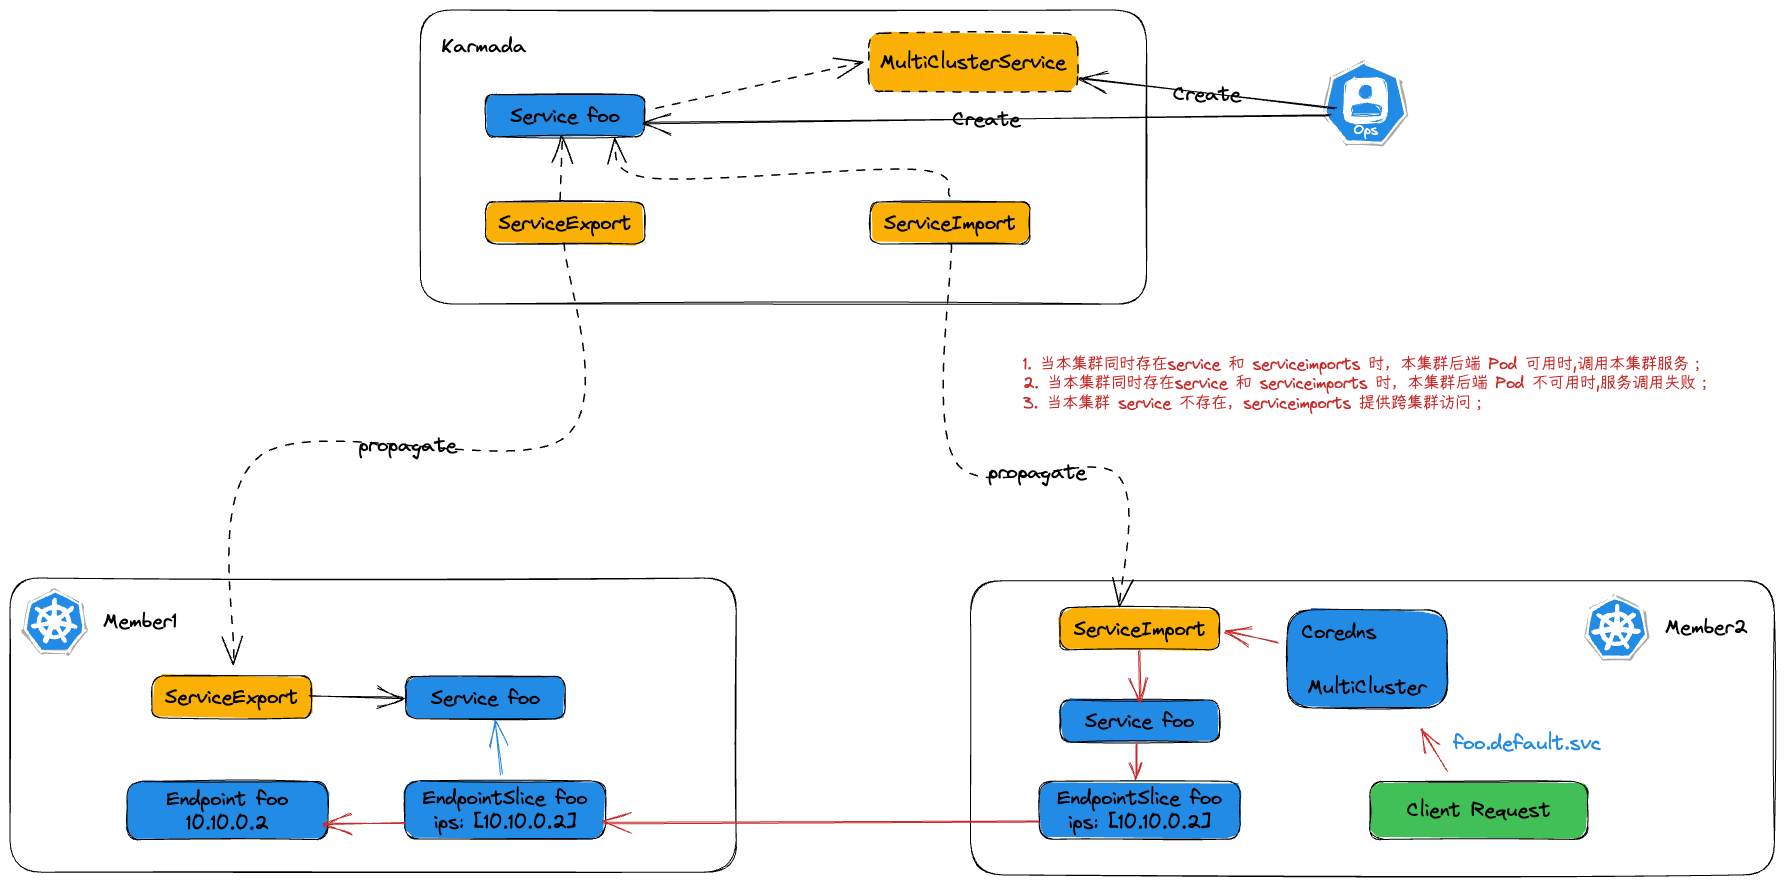 Karmada
MultiClusterService
Create
Service foo
Create
Ops
ServiceExport
ServiceImport
1. 当本集群同时存在service 和 serviceimports 时，本集群后端 Pod 可用时,调用本集群服务；
2. 当本集群同时存在service 和 serviceimports 时，本集群后端 Pod 不可用时,服务调用失败；
3. 当本集群 service 不存在，serviceimports 提供跨集群访问；
propagate
propagate
Member1
ServiceExport
Service foo
Endpoint foo
10.10.0.2
EndpointSlice foo
ips: [10.10.0.2]
ServiceImport
Coredns
MultiCluster
Member2
Service foo
foo.default.svc
EndpointSlice foo
ips: [10.10.0.2]
Client Request